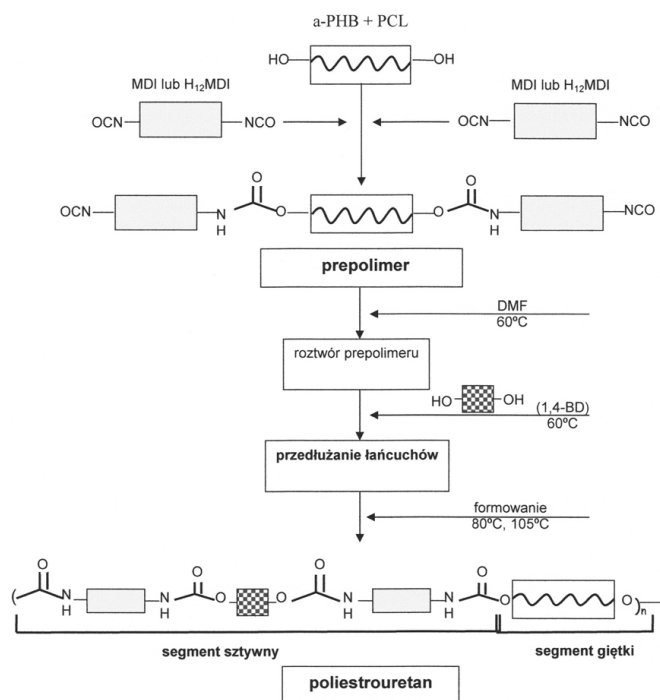 a-PHB + PCL
HO OH
MDI lub H₁₂MDI MDI lub H₁₂MDI
OCN NCO OCN NCO
O O
OCN N O O N NCO
H H
prepolimer
DMF
60ºC
roztwór prepolimeru
HO OH (1,4-BD)
60ºC
przedłużanie łańcuchów
formowanie
80ºC, 105ºC
O O O O
( N N O O N N O O )n
H H H H
segment sztywny segment giętki
poliestrouretan